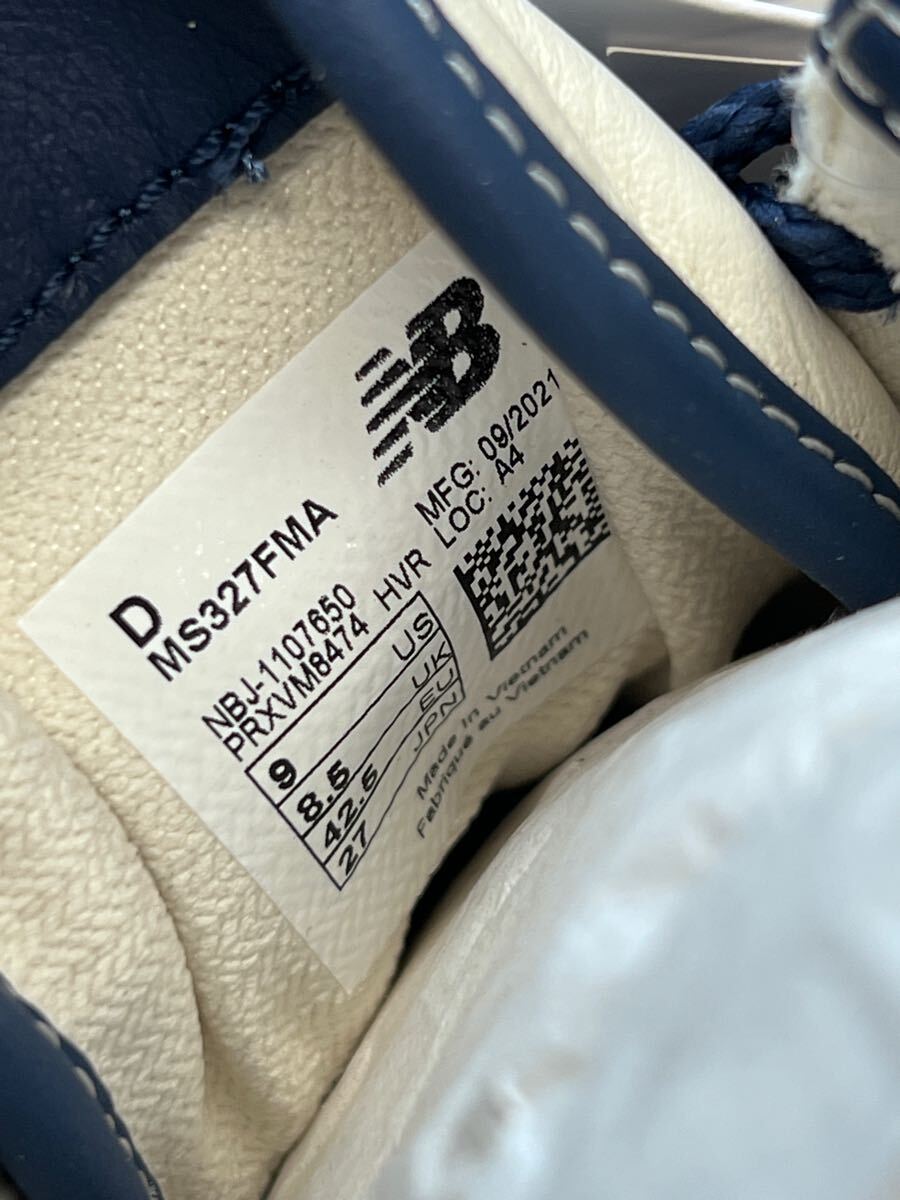 NB
MFG: 09/2021
LOC: A4
D
MS327FMA
NBJ-1107650
PRXVM8474 HVR
9 US
8.5 UK
42.5 EU
27 JPN
Made in Vietnam
Fabriqué au Vietnam